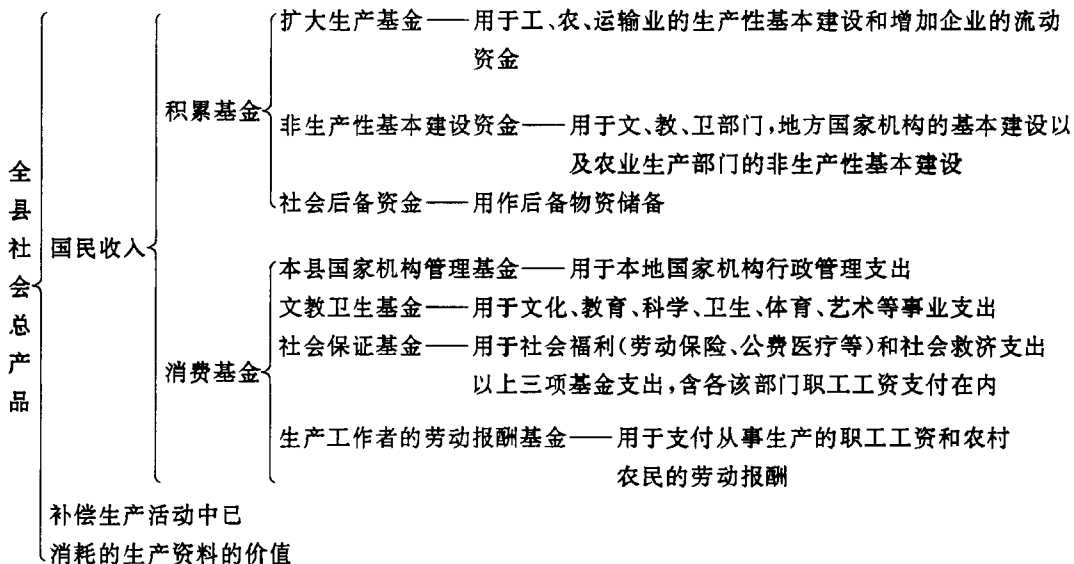 全县社会总产品
国民收入
积累基金
扩大生产基金——用于工、农、运输业的生产性基本建设和增加企业的流动
资金
非生产性基本建设资金——用于文、教、卫部门,地方国家机构的基本建设以
及农业生产部门的非生产性基本建设
社会后备资金——用作后备物资储备
消费基金
本县国家机构管理基金——用于本地国家机构行政管理支出
文教卫生基金——用于文化、教育、科学、卫生、体育、艺术等事业支出
社会保证基金——用于社会福利(劳动保险、公费医疗等)和社会救济支出
以上三项基金支出,含各该部门职工工资支付在内
生产工作者的劳动报酬基金——用于支付从事生产的职工工资和农村
农民的劳动报酬
补偿生产活动中已
消耗的生产资料的价值